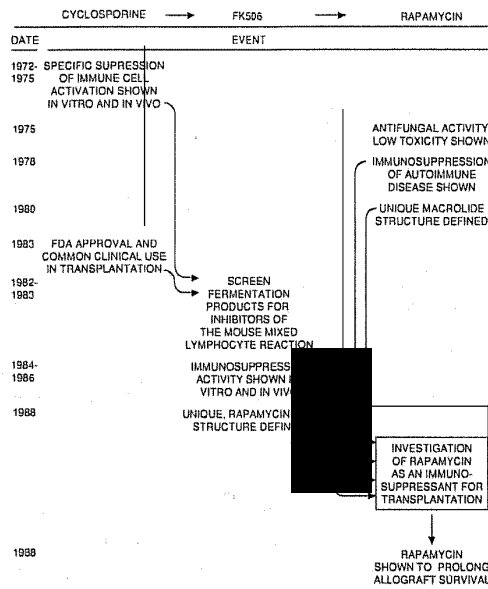 CYCLOSPORINE FK506 RAPAMYCIN
DATE EVENT
1972-
1975
SPECIFIC SUPRESSION
OF IMMUNE CELL
ACTIVATION SHOWN
IN VITRO AND IN VIVO
1975
ANTIFUNGAL ACTIVITY
LOW TOXICITY SHOWN
1978
IMMUNOSUPPRESSION
OF AUTOIMMUNE
DISEASE SHOWN
1980
UNIQUE MACROLIDE
STRUCTURE DEFINED
1983
FDA APPROVAL AND
COMMON CLINICAL USE
IN TRANSPLANTATION
1982-
1983
SCREEN
FERMENTATION
PRODUCTS FOR
INHIBITORS OF
THE MOUSE MIXED
LYMPHOCYTE REACTION
1984-
1986
IMMUNOSUPPRESS
ACTIVITY SHOWN
VITRO AND IN VIV
1988
UNIQUE, RAPAMYCIN
STRUCTURE DEFIN
INVESTIGATION
OF RAPAMYCIN
AS AN IMMUNO-
SUPPRESSANT FOR
TRANSPLANTATION
1988
RAPAMYCIN
SHOWN TO PROLONG
ALLOGRAFT SURVIVAL